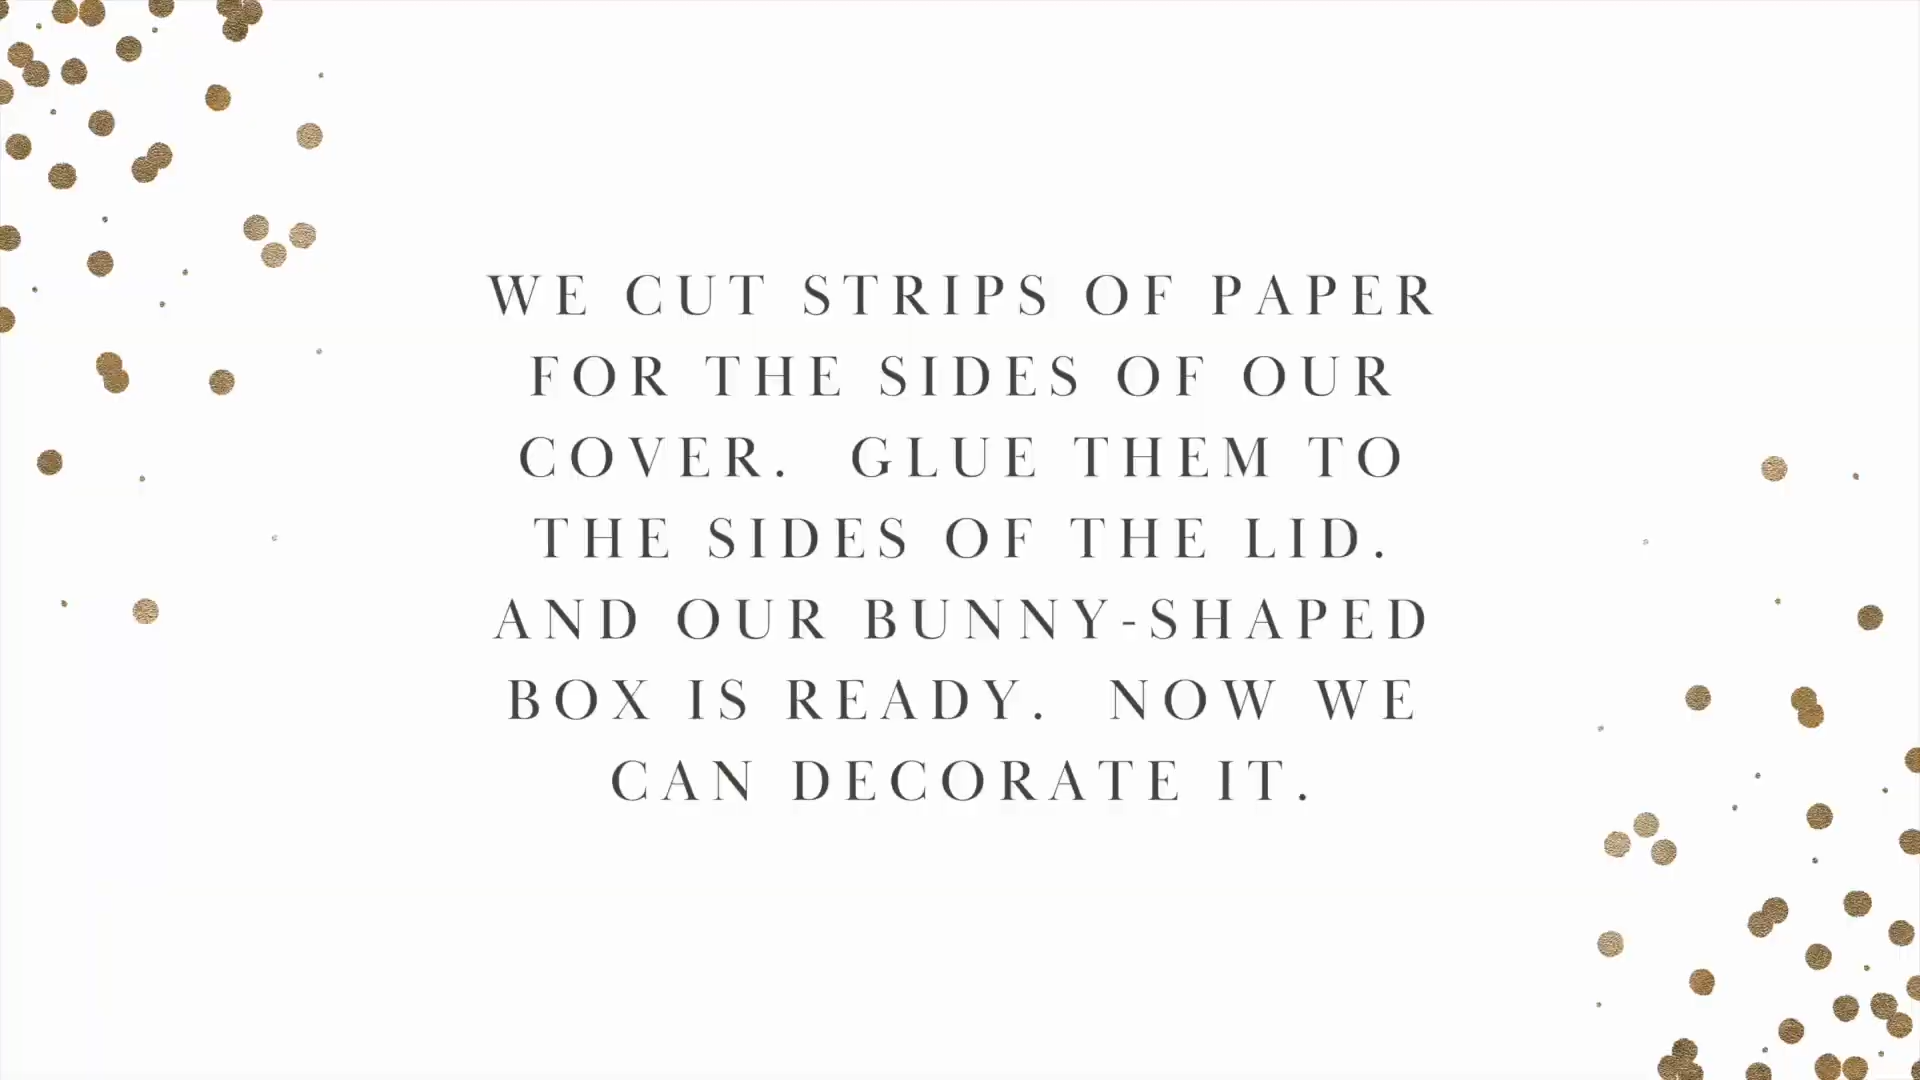 WE CUT STRIPS OF PAPER
FOR THE SIDES OF OUR
COVER. GLUE THEM TO
THE SIDES OF THE LID.
AND OUR BUNNY-SHAPED
BOX IS READY. NOW WE
CAN DECORATE IT.